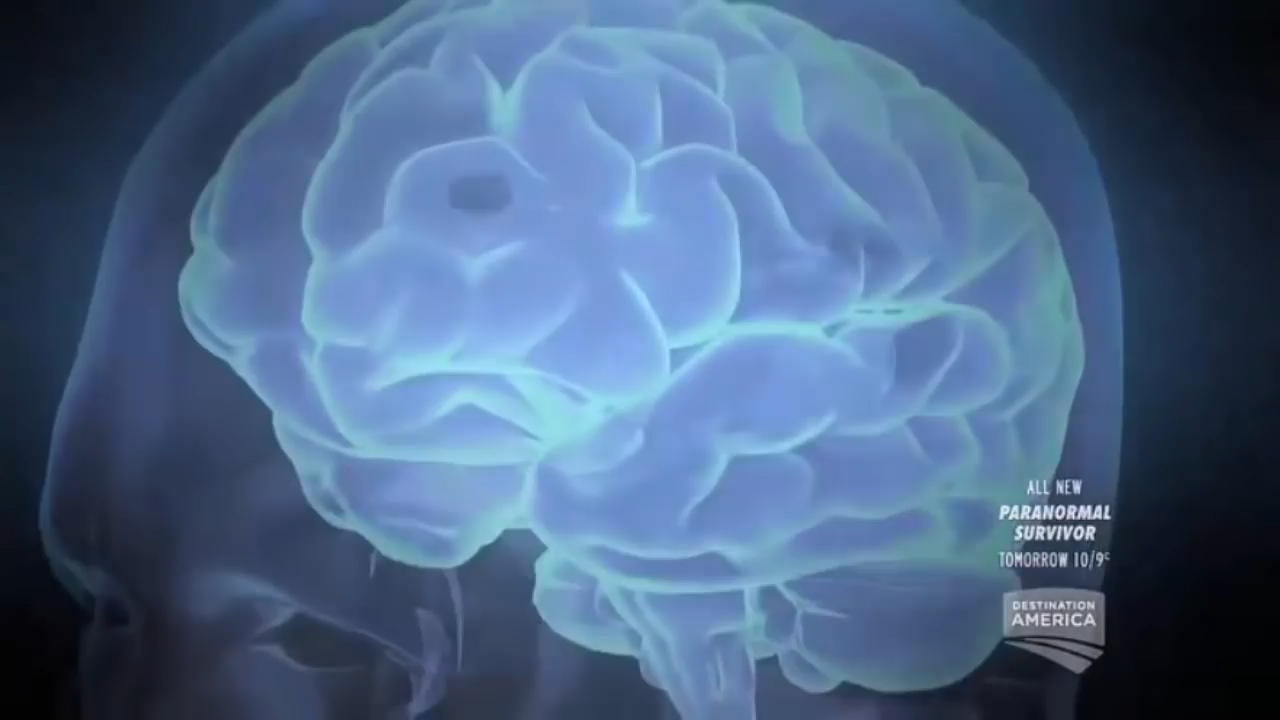 ALL NEW
PARANORMAL
SURVIVOR
TOMORROW 10/9c
DESTINATION
AMERICA